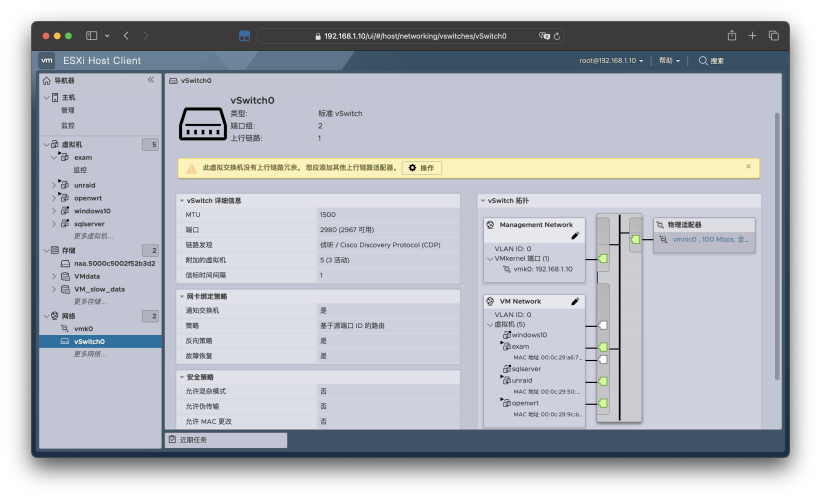 192.168.1.10/ui/#/host/networking/vswitches/vSwitch0
vm ESXi Host Client
root@192.168.1.10
帮助
搜索
导航器
主机
管理
监控
虚拟机 5
exam
监控
unraid
openwrt
windows10
sqlserver
更多虚拟机...
存储 2
naa.5000c5002f52b3d2
VMdata
VM_slow_data
更多存储...
网络 2
vmk0
vSwitch0
更多网络...
vSwitch0
vSwitch0
类型: 标准 vSwitch
端口组: 2
上行链路: 1
此虚拟交换机没有上行链路冗余。 您应添加其他上行链路适配器。 操作
vSwitch 详细信息
MTU 1500
端口 2980 (2967 可用)
链路发现 侦听 / Cisco Discovery Protocol (CDP)
附加的虚拟机 5 (3 活动)
信标时间间隔 1
网卡绑定策略
通知交换机 是
策略 基于源端口 ID 的路由
反向策略 是
故障恢复 是
安全策略
允许混杂模式 否
允许伪传输 否
允许 MAC 更改 否
vSwitch 拓扑
Management Network
VLAN ID: 0
VMkernel 端口 (1)
vmk0: 192.168.1.10
VM Network
VLAN ID: 0
虚拟机 (5)
windows10
exam
MAC 地址 00:0c:29:a6:7...
sqlserver
unraid
MAC 地址 00:0c:29:50:...
openwrt
MAC 地址 00:0c:29:9c:b...
物理适配器
vmnic0 , 100 Mbps, 全...
近期任务